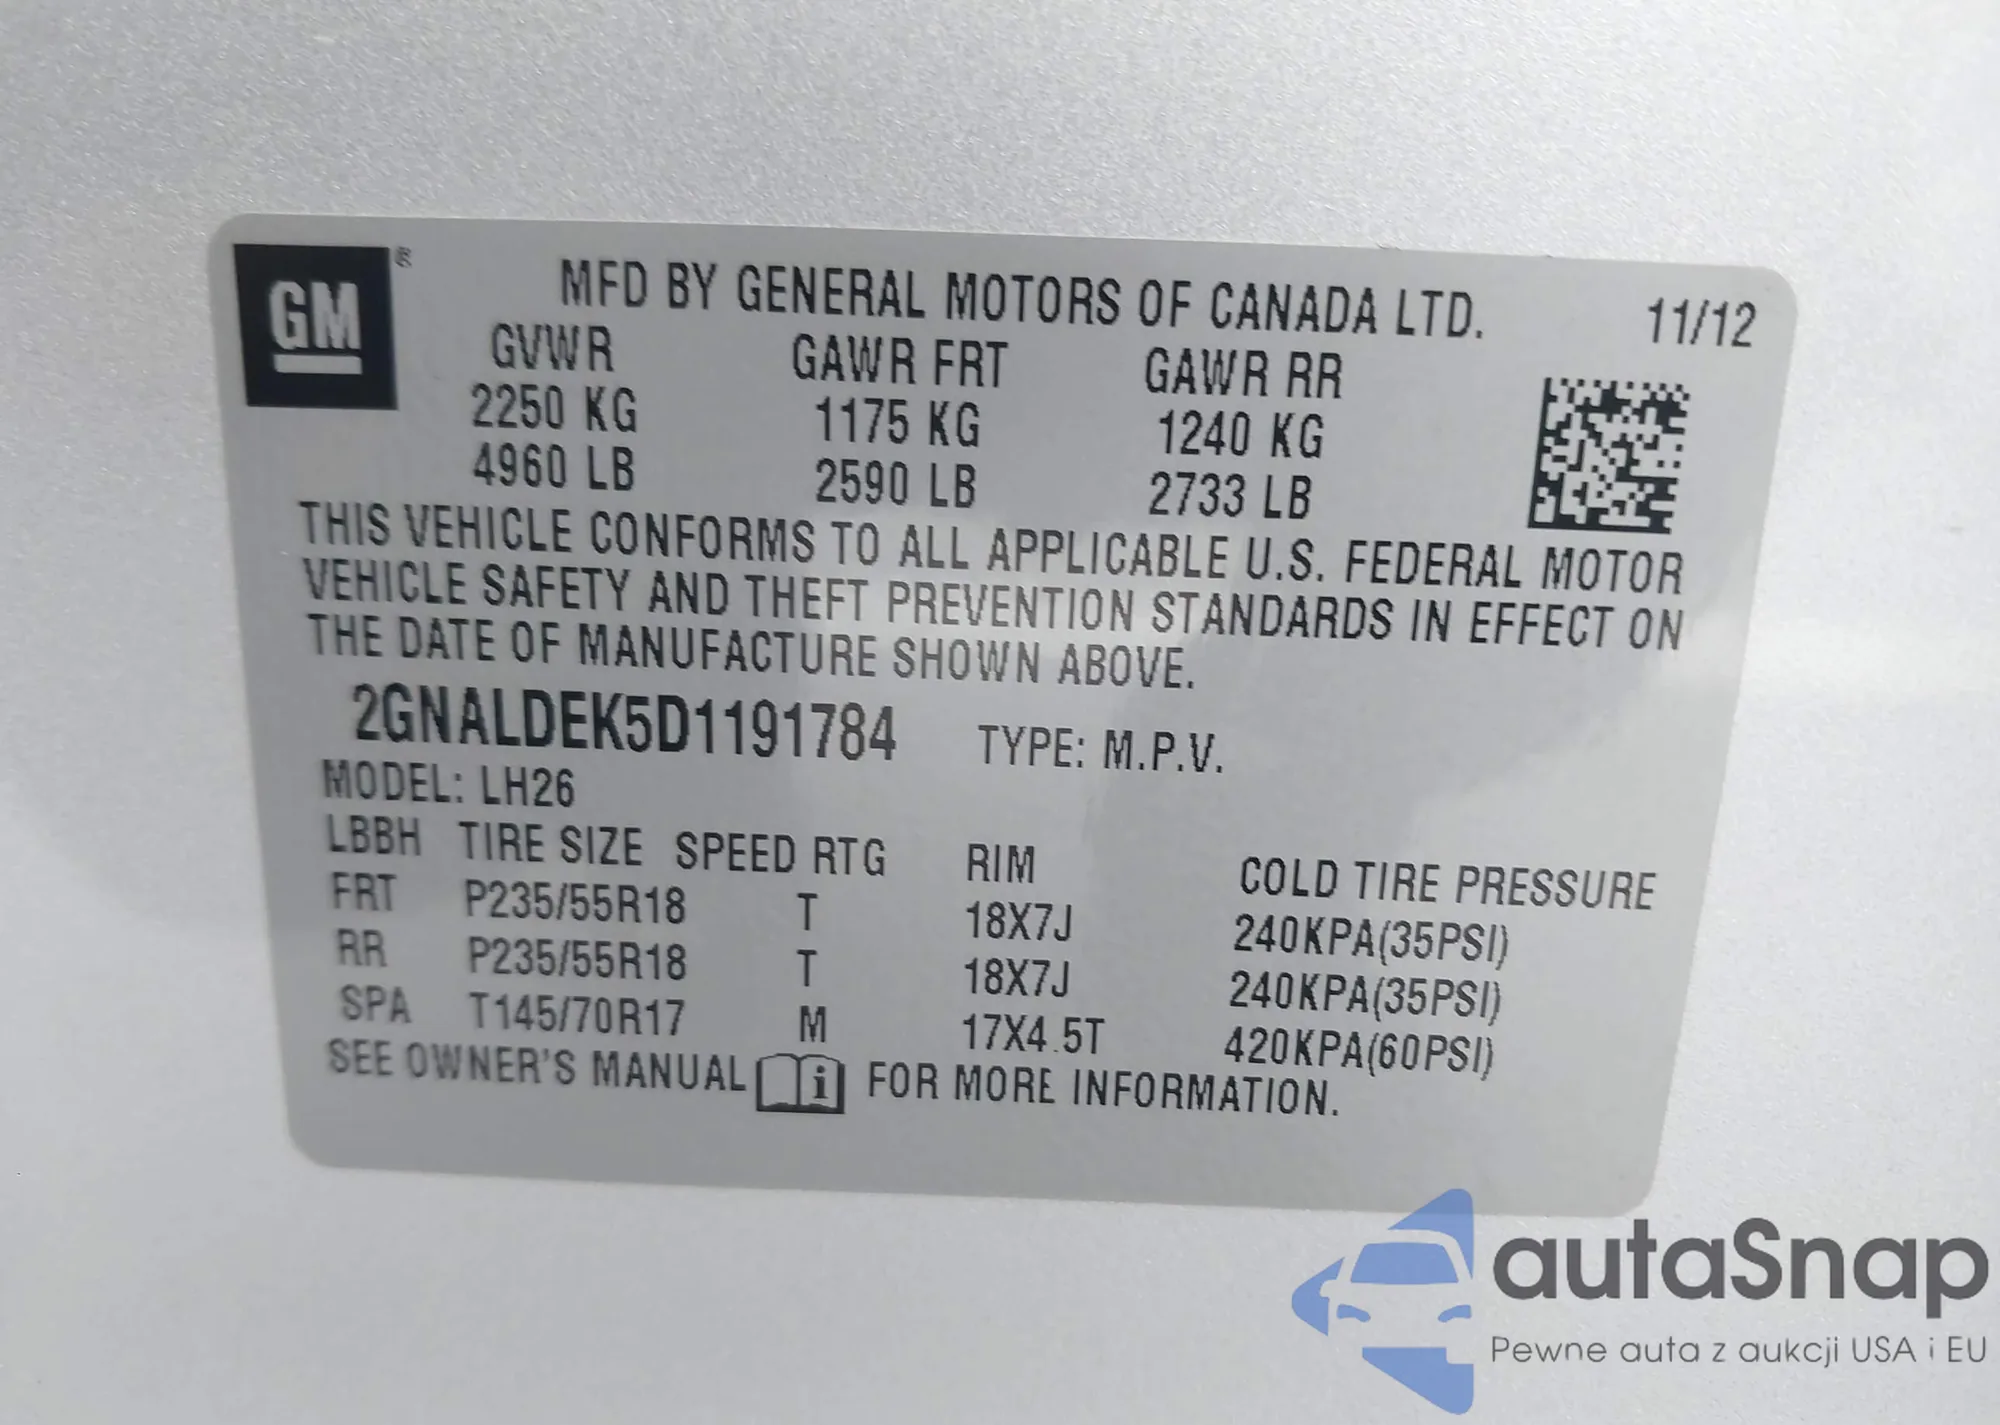 GM ®
MFD BY GENERAL MOTORS OF CANADA LTD. 11/12
GVWR GAWR FRT GAWR RR
2250 KG 1175 KG 1240 KG
4960 LB 2590 LB 2733 LB
THIS VEHICLE CONFORMS TO ALL APPLICABLE U.S. FEDERAL MOTOR
VEHICLE SAFETY AND THEFT PREVENTION STANDARDS IN EFFECT ON
THE DATE OF MANUFACTURE SHOWN ABOVE.
2GNALDEK5D1191784 TYPE: M.P.V.
MODEL: LH26
LBBH TIRE SIZE SPEED RTG RIM COLD TIRE PRESSURE
FRT P235/55R18 T 18X7J 240KPA(35PSI)
RR P235/55R18 T 18X7J 240KPA(35PSI)
SPA T145/70R17 M 17X4.5T 420KPA(60PSI)
SEE OWNER'S MANUAL i FOR MORE INFORMATION.
autaSnap
Pewne auta z aukcji USA i EU